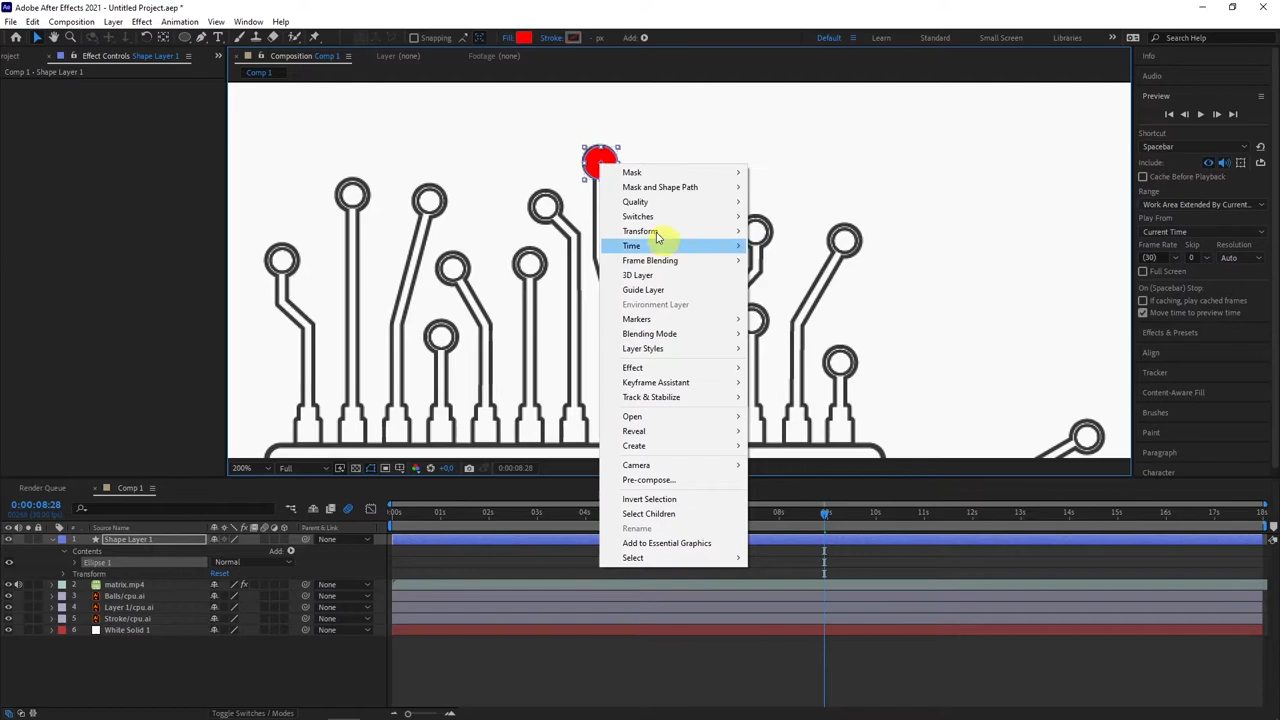 Adobe After Effects 2021 - Untitled Project.aep *
File Edit Composition Layer Effect Animation View Window Help
Snapping
Fill: Stroke: - px Add:
Default Learn Standard Small Screen Libraries Search Help
roject Effect Controls Shape Layer 1
Composition Comp 1 Layer (none) Footage (none)
Comp 1 - Shape Layer 1
Comp 1
Info
Audio
Preview
Shortcut
Spacebar
Include:
Cache Before Playback
Range
Work Area Extended By Current...
Play From
Current Time
Frame Rate Skip Resolution
(30) 0 Auto
Full Screen
On (Spacebar) Stop:
If caching, play cached frames
Move time to preview time
Effects & Presets
Align
Tracker
Content-Aware Fill
Brushes
Paint
Paragraph
Character
Mask
Mask and Shape Path
Quality
Switches
Transform
Time
Frame Blending
3D Layer
Guide Layer
Environment Layer
Markers
Blending Mode
Layer Styles
Effect
Keyframe Assistant
Track & Stabilize
Open
Reveal
Create
Camera
Pre-compose...
Invert Selection
Select Children
Rename
Add to Essential Graphics
Select
200% Full +0,0 0:00:08:28
Render Queue Comp 1
0:00:08:28
Source Name Parent & Link
:00s 01s 02s 03s 04s 08s 09s 10s 11s 12s 13s 14s 15s 16s 17s 18s
1 Shape Layer 1 None
Contents Add:
Ellipse 1 Normal
Transform Reset
2 matrix.mp4 None
3 Balls/cpu.ai None
4 Layer 1/cpu.ai None
5 Stroke/cpu.ai None
6 White Solid 1 None
Toggle Switches / Modes